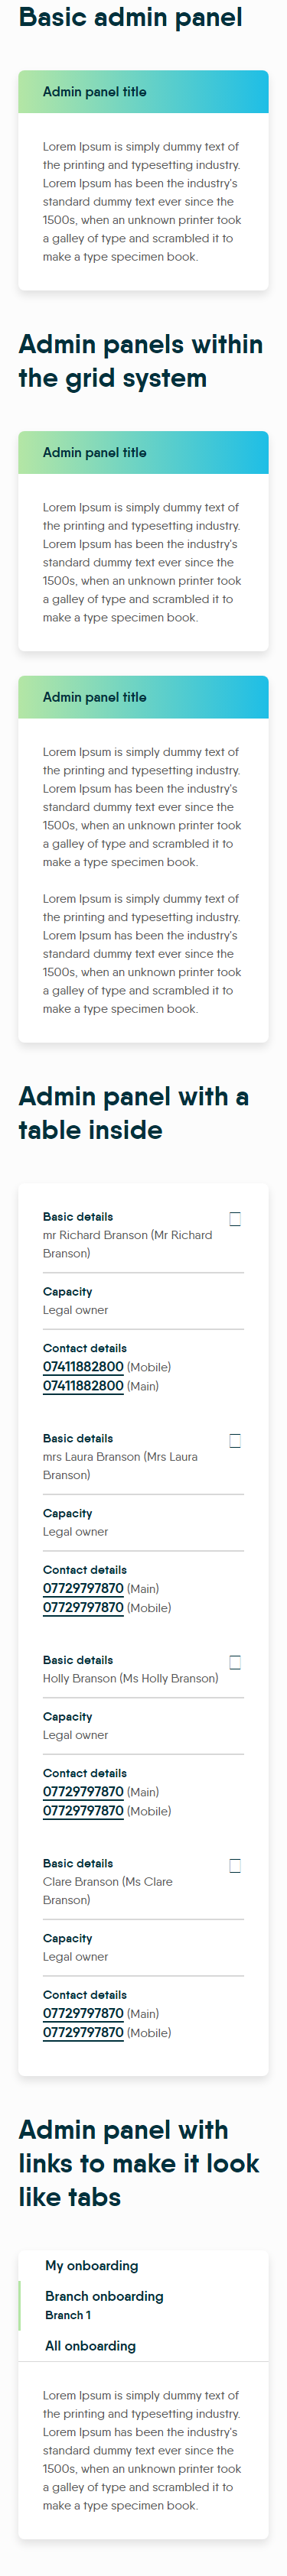 Basic admin panel
Admin panel title
Lorem Ipsum is simply dummy text of
the printing and typesetting industry.
Lorem Ipsum has been the industry's
standard dummy text ever since the
1500s, when an unknown printer took
a galley of type and scrambled it to
make a type specimen book.
Admin panels within
the grid system
Admin panel title
Lorem Ipsum is simply dummy text of
the printing and typesetting industry.
Lorem Ipsum has been the industry's
standard dummy text ever since the
1500s, when an unknown printer took
a galley of type and scrambled it to
make a type specimen book.
Admin panel title
Lorem Ipsum is simply dummy text of
the printing and typesetting industry.
Lorem Ipsum has been the industry's
standard dummy text ever since the
1500s, when an unknown printer took
a galley of type and scrambled it to
make a type specimen book.
Lorem Ipsum is simply dummy text of
the printing and typesetting industry.
Lorem Ipsum has been the industry's
standard dummy text ever since the
1500s, when an unknown printer took
a galley of type and scrambled it to
make a type specimen book.
Admin panel with a
table inside
Basic details
mr Richard Branson (Mr Richard
Branson)
Capacity
Legal owner
Contact details
07411882800 (Mobile)
07411882800 (Main)
Basic details
mrs Laura Branson (Mrs Laura
Branson)
Capacity
Legal owner
Contact details
07729797870 (Main)
07729797870 (Mobile)
Basic details
Holly Branson (Ms Holly Branson)
Capacity
Legal owner
Contact details
07729797870 (Main)
07729797870 (Mobile)
Basic details
Clare Branson (Ms Clare
Branson)
Capacity
Legal owner
Contact details
07729797870 (Main)
07729797870 (Mobile)
Admin panel with
links to make it look
like tabs
My onboarding
Branch onboarding
Branch 1
All onboarding
Lorem Ipsum is simply dummy text of
the printing and typesetting industry.
Lorem Ipsum has been the industry's
standard dummy text ever since the
1500s, when an unknown printer took
a galley of type and scrambled it to
make a type specimen book.